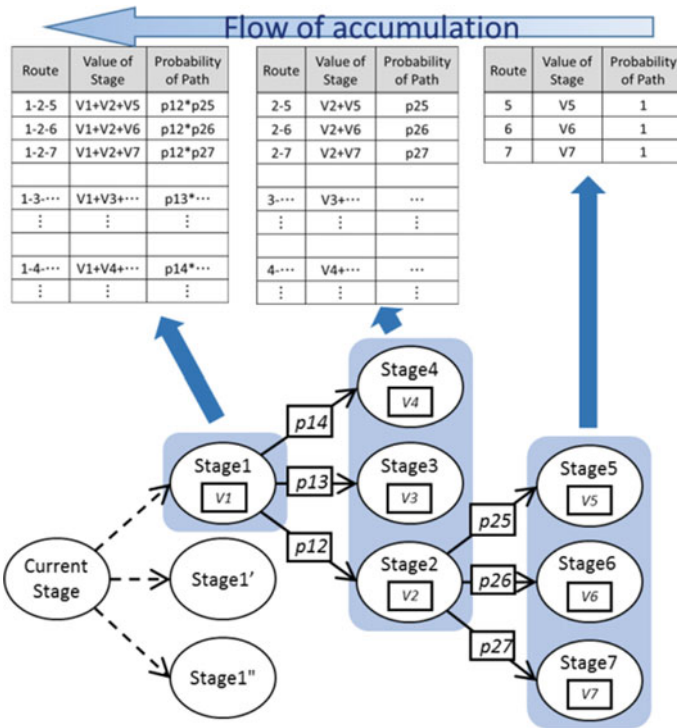 Flow of accumulation
Route Value of Stage Probability of Path
1-2-5 V1+V2+V5 p12*p25
1-2-6 V1+V2+V6 p12*p26
1-2-7 V1+V2+V7 p12*p27
1-3-⋯ V1+V3+⋯ p13*⋯
⋮ ⋮ ⋮
1-4-⋯ V1+V4+⋯ p14*⋯
⋮ ⋮ ⋮
Route Value of Stage Probability of Path
2-5 V2+V5 p25
2-6 V2+V6 p26
2-7 V2+V7 p27
3-⋯ V3+⋯ ⋯
⋮ ⋮ ⋮
4-⋯ V4+⋯ ⋯
⋮ ⋮ ⋮
Route Value of Stage Probability of Path
5 V5 1
6 V6 1
7 V7 1
Stage4
V4
p14
Stage1
V1
p13
Stage3
V3
Stage5
V5
p12
p25
Current
Stage
Stage1'
Stage2
V2
p26
Stage6
V6
p27
Stage1"
Stage7
V7